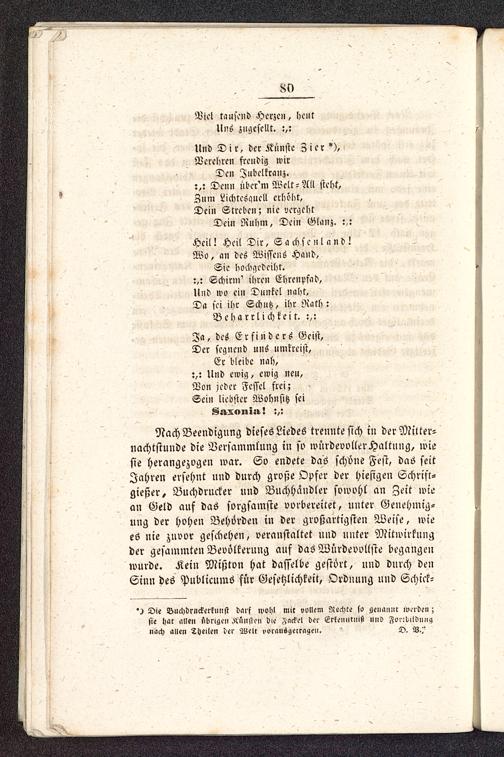 80
Viel tausend Herzen, heut
Uns zugesellt. :,:
Und Dir, der Künste Zier *),
Verehren freudig wir
Den Jubelkranz.
:,: Denn über'm Welt-All steht,
Zum Lichtesquell erhöht,
Dein Streben; nie vergeht
Dein Ruhm, Dein Glanz. :,:
Heil! Heil Dir, Sachsenland!
Wo, an des Wissens Hand,
Sie hochgedeiht.
:,: Schirm' ihren Ehrenpfad,
Und wo ein Dunkel naht,
Da sei ihr Schutz, ihr Rath:
Beharrlichkeit. :,:
Ja, des Erfinders Geist,
Der segnend uns umkreist,
Er bleibe nah,
:,: Und ewig, ewig neu,
Von jeder Fessel frei;
Sein liebster Wohnsitz sei
Saxonia! :,:
Nach Beendigung dieses Liedes trennte sich in der Mitter-
nachtstunde die Versammlung in so würdevoller Haltung, wie
sie herangezogen war. So endete das schöne Fest, das seit
Jahren ersehnt und durch große Opfer der hiesigen Schrift-
gießer, Buchdrucker und Buchhändler sowohl an Zeit wie
an Geld auf das sorgsamste vorbereitet, unter Genehmig-
ung der hohen Behörden in der großartigsten Weise, wie
es nie zuvor geschehen, veranstaltet und unter Mitwirkung
der gesammten Bevölkerung auf das Würdevollste begangen
wurde. Kein Mißton hat dasselbe gestört, und durch den
Sinn des Publicums für Gesetzlichkeit, Ordnung und Schick-
*) Die Buchdruckerkunst darf wohl mit vollem Rechte so genannt werden;
sie hat allen übrigen Künsten die Fackel der Erkenntniß und Fortbildung
nach allen Theilen der Welt vorausgetragen. D. V.